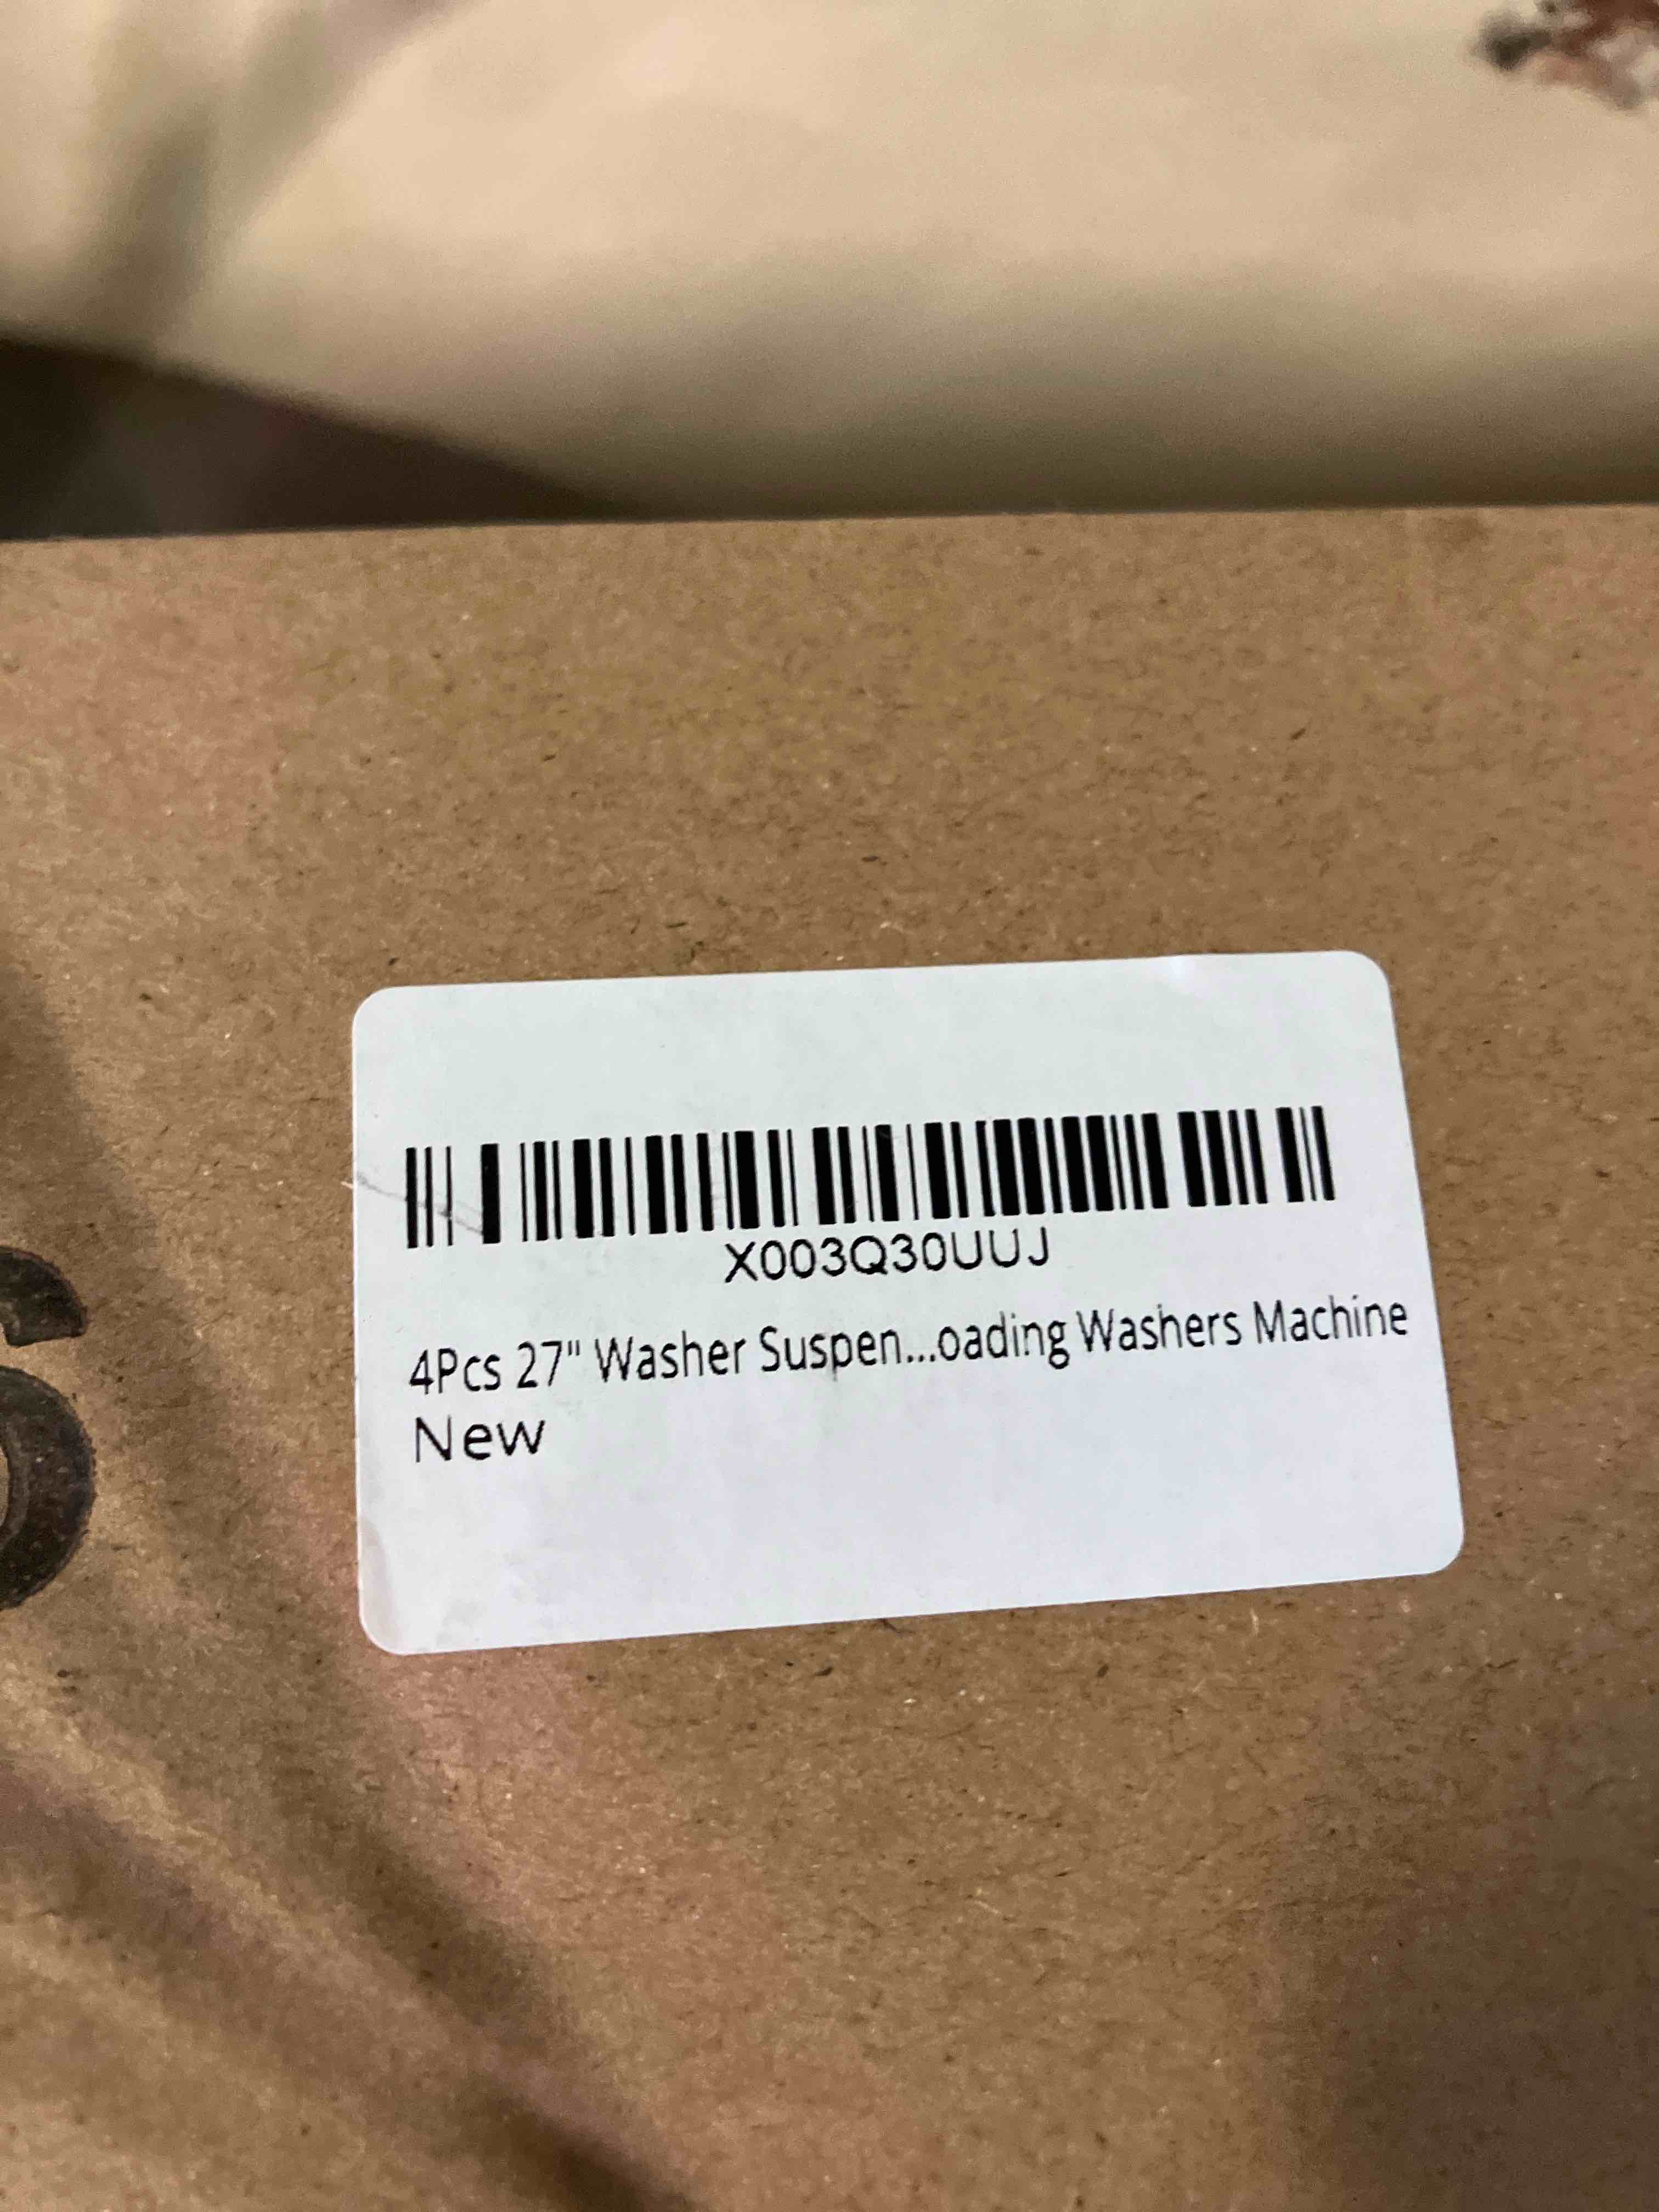 X003Q30UUJ
4Pcs 27" Washer Suspen...oading Washers Machine
New